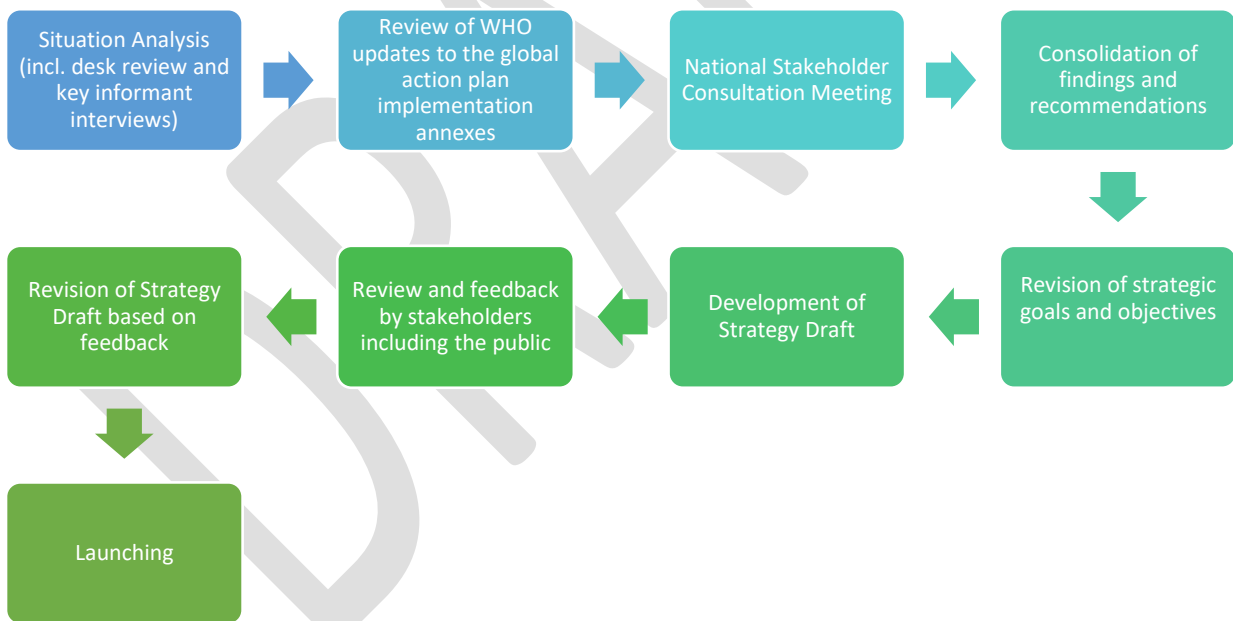 Situation Analysis
(incl. desk review and
key informant
interviews)
Review of WHO
updates to the global
action plan
implementation
annexes
National Stakeholder
Consultation Meeting
Consolidation of
findings and
recommendations
Revision of strategic
goals and objectives
Development of
Strategy Draft
Review and feedback
by stakeholders
including the public
Revision of Strategy
Draft based on
feedback
Launching